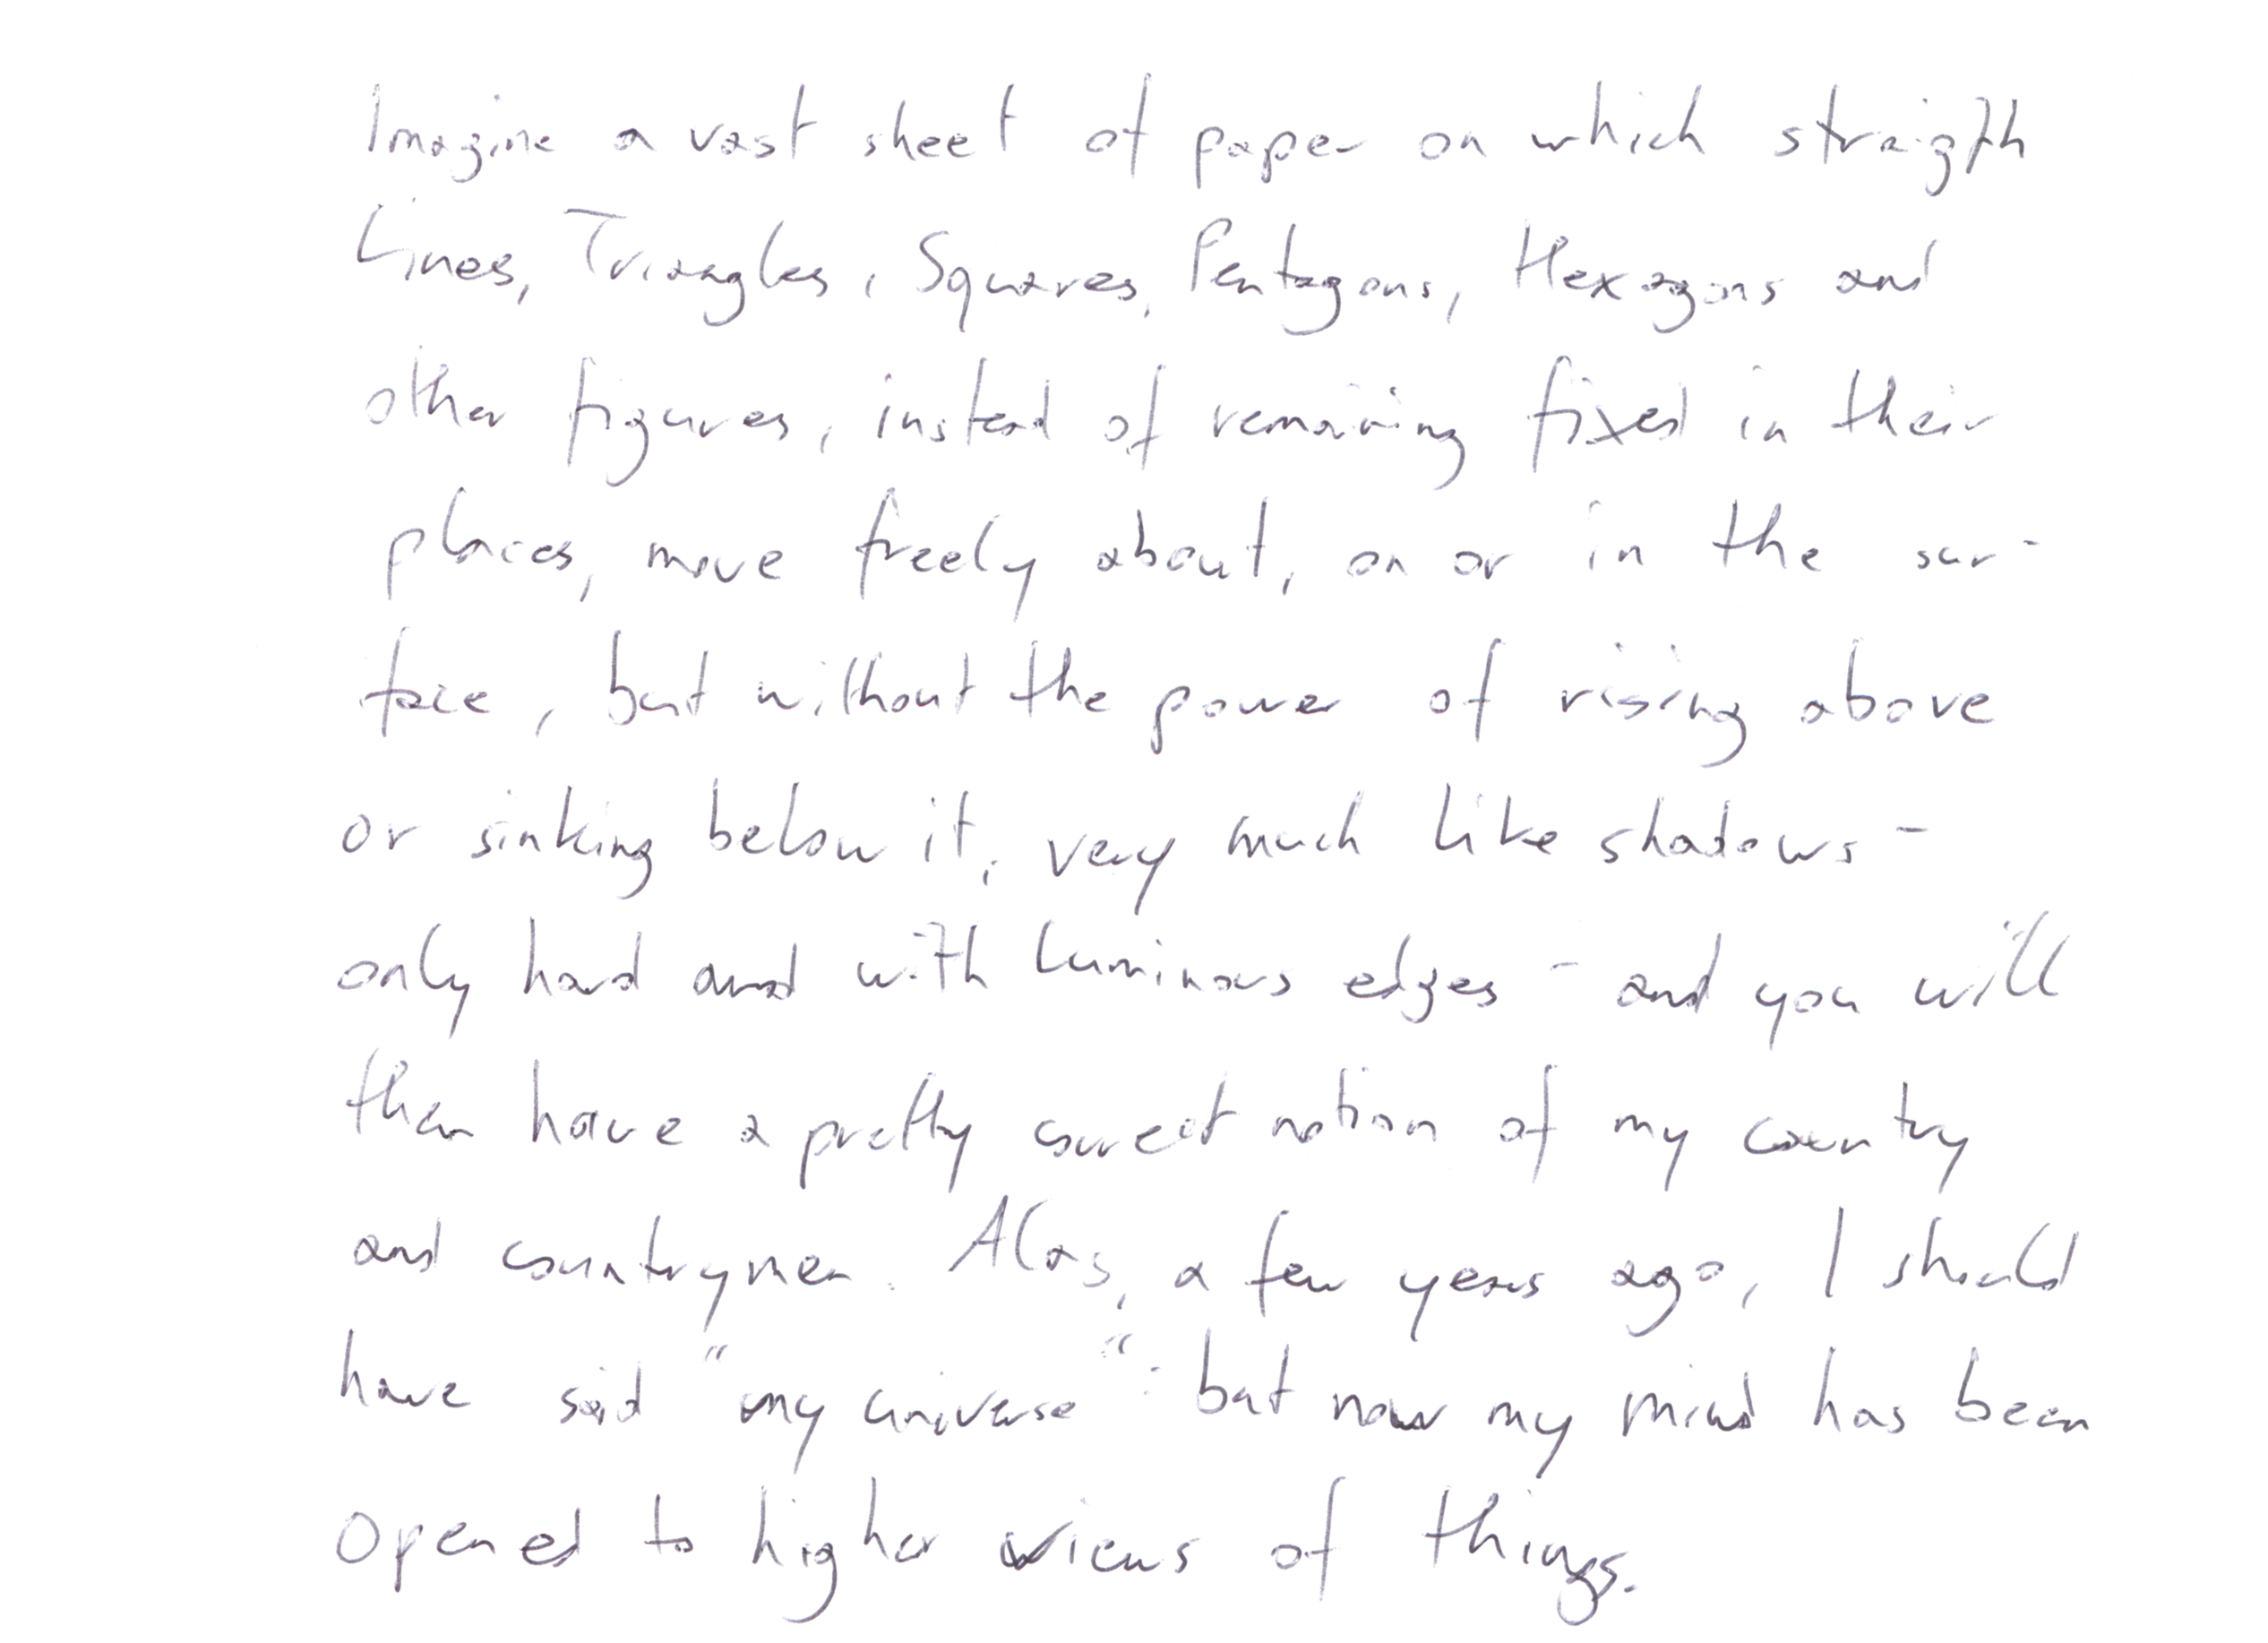 Imagine a vast sheet of paper on which straigth
Lines, Triangles, Squares, Pentagons, Hexagons and
other figures, instead of remaining fixed in their
places, move freely about, on or in the sur-
face, but without the power of rising above
or sinking below it, very much like shadows -
only hard and with luminous edges - and you will
then have a pretty correct notion of my country
and countrymen. Alas, a few years ago, I should
have said "my universe": but now my mind has been
opened to higher views of things.